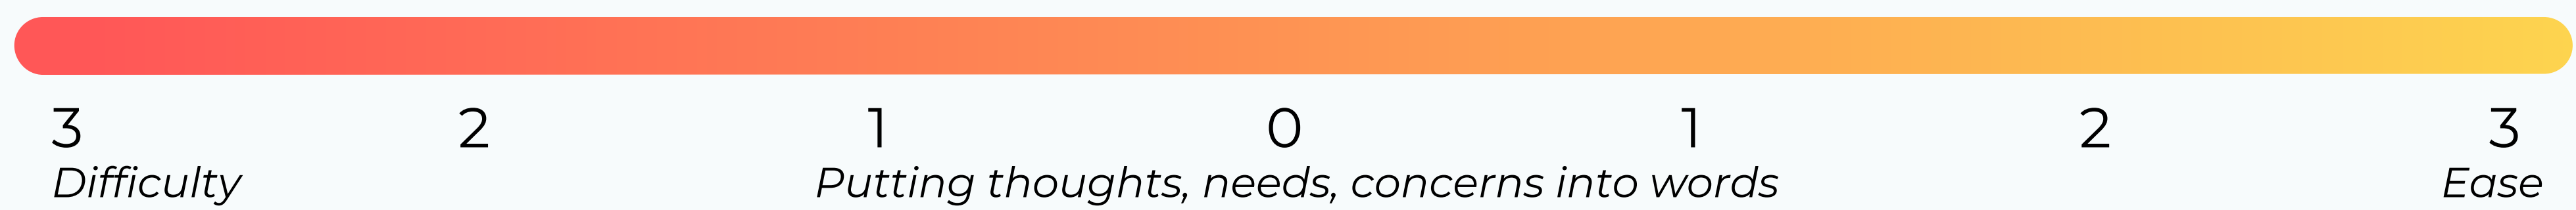 3 2 1 0 1 2 3
Difficulty Putting thoughts, needs, concerns into words Ease